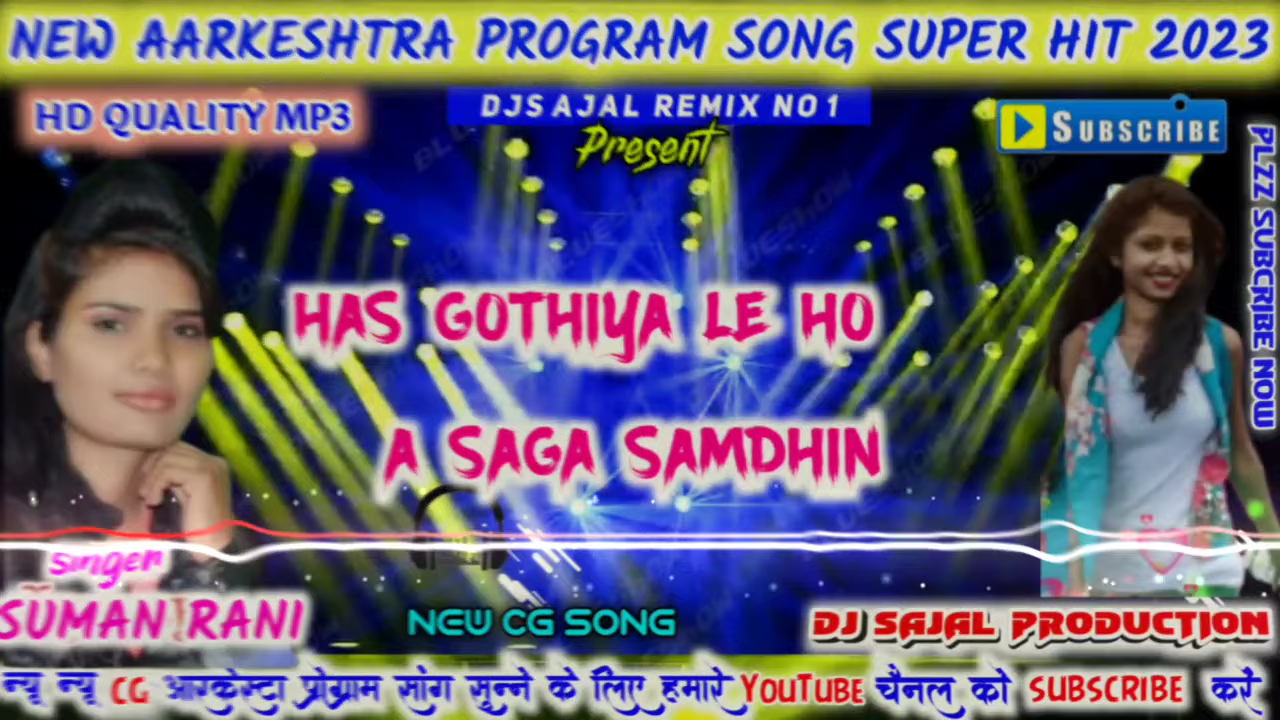 NEW AARKESHTRA PROGRAM SONG SUPER HIT 2023
HD QUALITY MP3
DJS AJAL REMIX NO 1
Present
SUBSCRIBE
PLZZ SUBCRIBE NOW
HAS GOTHIYA LE HO
A SAGA SAMDHIN
Singer
SUMAN RANI
NEW CG SONG
DJ SAJAL PRODUCTION
न्यू न्यू CG आरकेस्टा प्रोग्राम सांग सुनने के लिए हमारे YOUTUBE चैनल को SUBSCRIBE करें